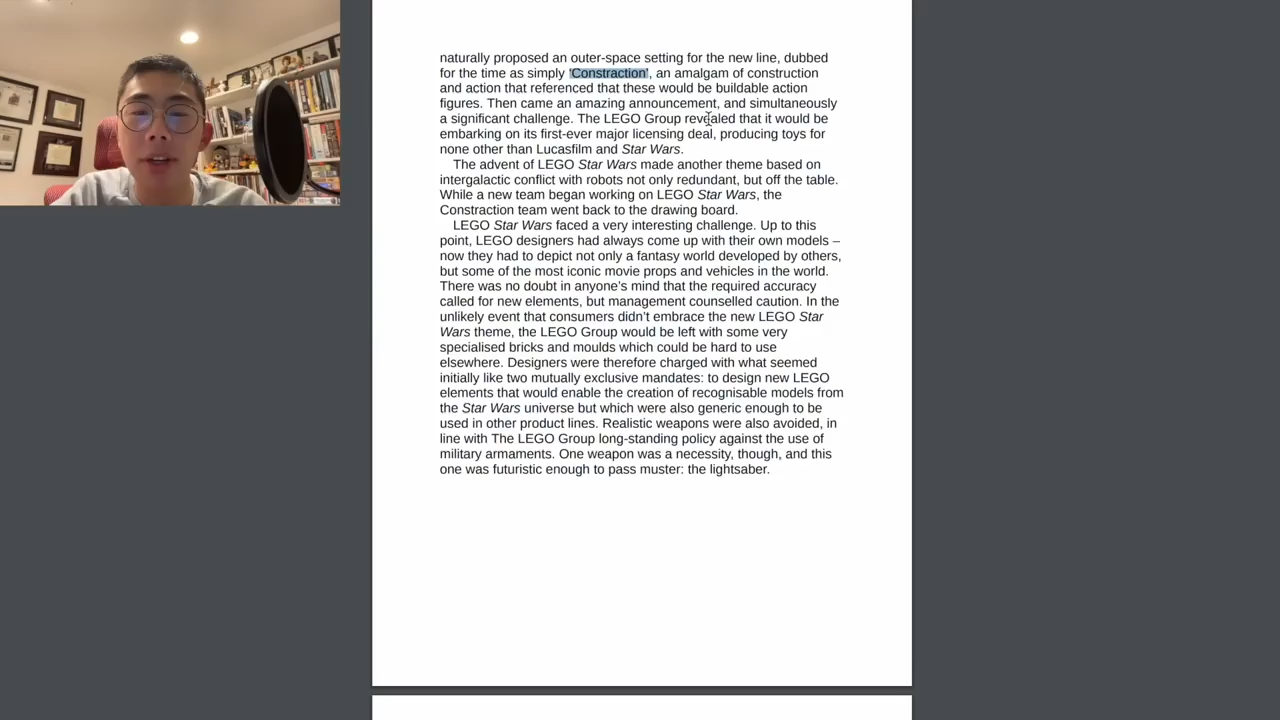 naturally proposed an outer-space setting for the new line, dubbed
for the time as simply ‘Constraction’, an amalgam of construction
and action that referenced that these would be buildable action
figures. Then came an amazing announcement, and simultaneously
a significant challenge. The LEGO Group revealed that it would be
embarking on its first-ever major licensing deal, producing toys for
none other than Lucasfilm and Star Wars.
The advent of LEGO Star Wars made another theme based on
intergalactic conflict with robots not only redundant, but off the table.
While a new team began working on LEGO Star Wars, the
Constraction team went back to the drawing board.
LEGO Star Wars faced a very interesting challenge. Up to this
point, LEGO designers had always come up with their own models –
now they had to depict not only a fantasy world developed by others,
but some of the most iconic movie props and vehicles in the world.
There was no doubt in anyone’s mind that the required accuracy
called for new elements, but management counselled caution. In the
unlikely event that consumers didn’t embrace the new LEGO Star
Wars theme, the LEGO Group would be left with some very
specialised bricks and moulds which could be hard to use
elsewhere. Designers were therefore charged with what seemed
initially like two mutually exclusive mandates: to design new LEGO
elements that would enable the creation of recognisable models from
the Star Wars universe but which were also generic enough to be
used in other product lines. Realistic weapons were also avoided, in
line with The LEGO Group long-standing policy against the use of
military armaments. One weapon was a necessity, though, and this
one was futuristic enough to pass muster: the lightsaber.